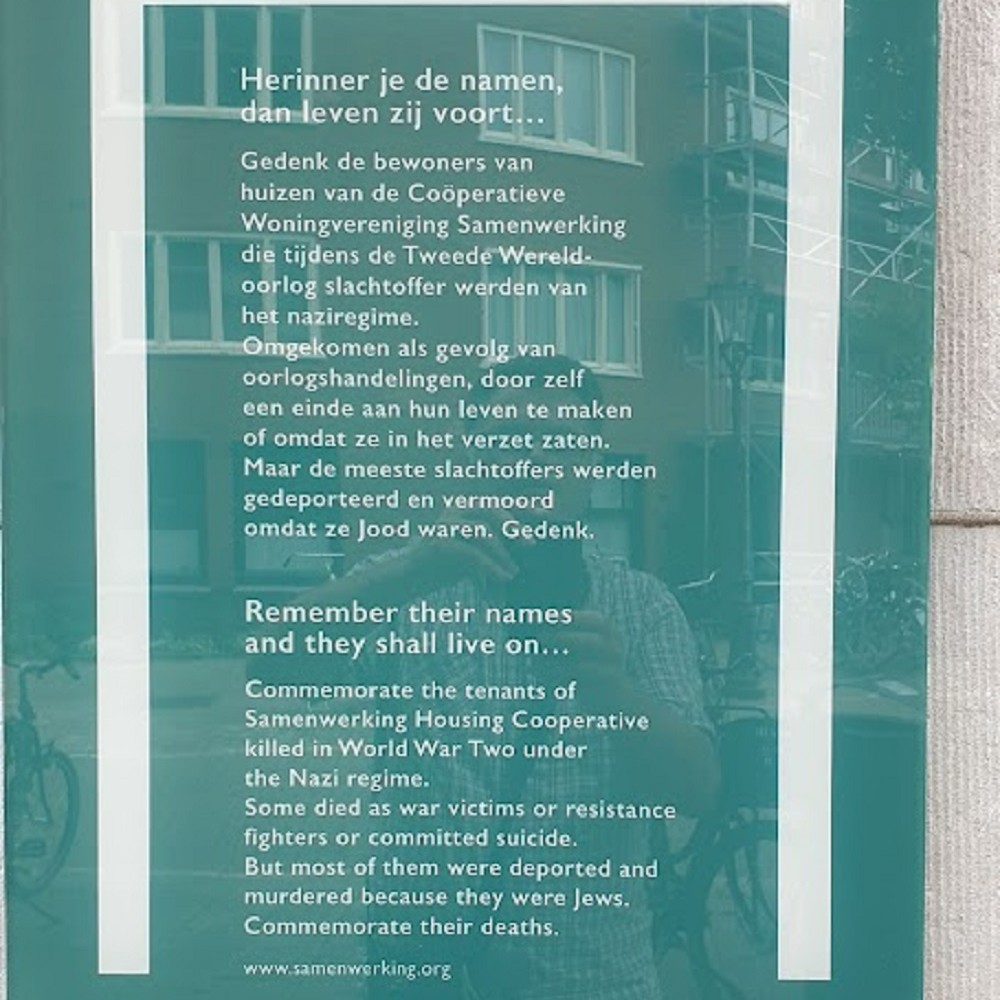 Herinner je de namen,
dan leven zij voort...
Gedenk de bewoners van
huizen van de Coöperatieve
Woningvereniging Samenwerking
die tijdens de Tweede Wereld-
oorlog slachtoffer werden van
het naziregime.
Omgekomen als gevolg van
oorlogshandelingen, door zelf
een einde aan hun leven te maken
of omdat ze in het verzet zaten.
Maar de meeste slachtoffers werden
gedeporteerd en vermoord
omdat ze Jood waren. Gedenk.
Remember their names
and they shall live on...
Commemorate the tenants of
Samenwerking Housing Cooperative
killed in World War Two under
the Nazi regime.
Some died as war victims or resistance
fighters or committed suicide.
But most of them were deported and
murdered because they were Jews.
Commemorate their deaths.
www.samenwerking.org